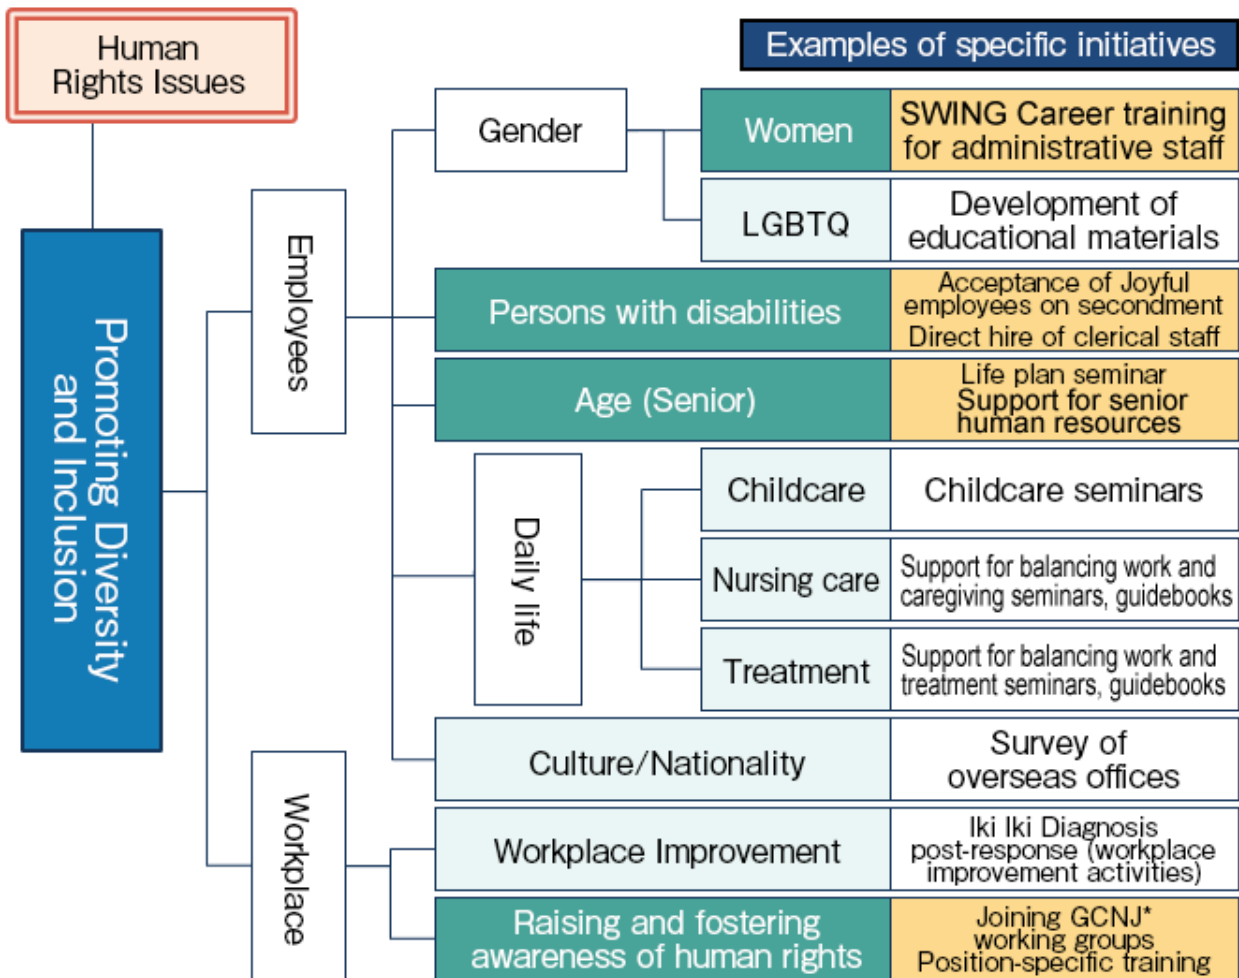 Human
Rights Issues
Examples of specific initiatives
Promoting Diversity
and Inclusion
Employees
Gender
Women
SWING Career training
for administrative staff
LGBTQ
Development of
educational materials
Persons with disabilities
Acceptance of Joyful
employees on secondment
Direct hire of clerical staff
Age (Senior)
Life plan seminar
Support for senior
human resources
Daily life
Childcare
Childcare seminars
Nursing care
Support for balancing work and
caregiving seminars, guidebooks
Treatment
Support for balancing work and
treatment seminars, guidebooks
Culture/Nationality
Survey of
overseas offices
Workplace
Workplace Improvement
Iki Iki Diagnosis
post-response (workplace
improvement activities)
Raising and fostering
awareness of human rights
Joining GCNJ*
working groups
Position-specific training